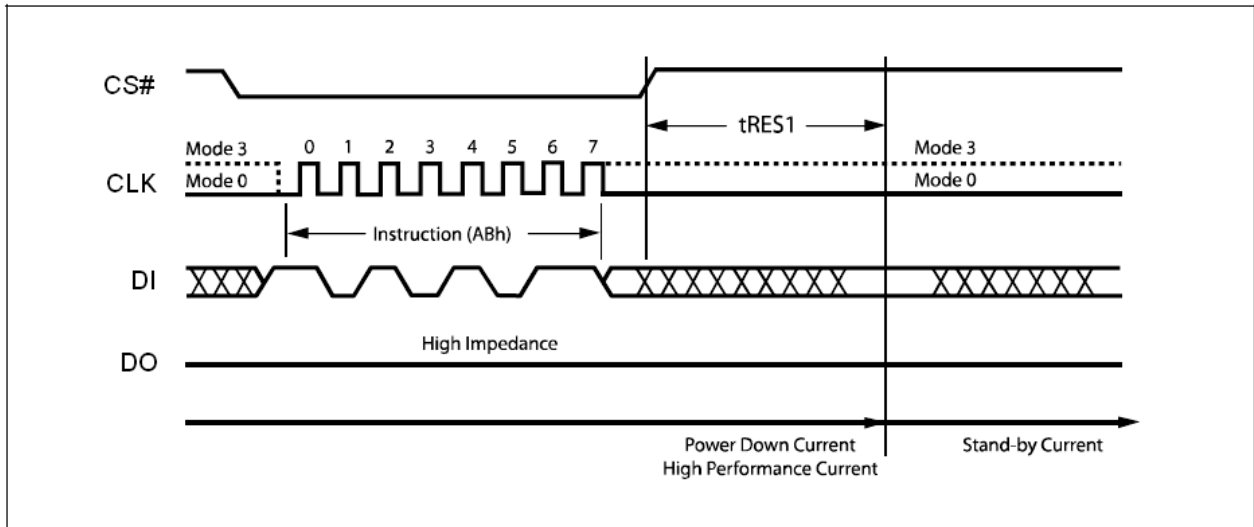 CS#
tRES1
Mode 3 0 1 2 3 4 5 6 7 Mode 3
CLK Mode 0 Mode 0
Instruction (ABh)
DI
High Impedance
DO
Power Down Current Stand-by Current
High Performance Current